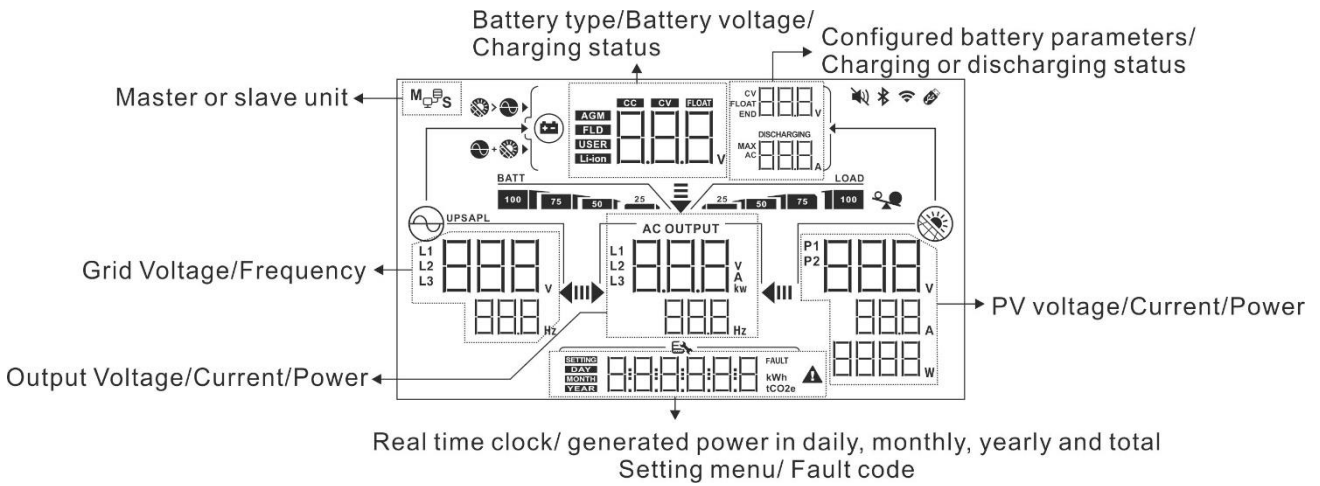 Battery type/Battery voltage/
Charging status
Configured battery parameters/
Charging or discharging status
Master or slave unit
M S
CC CV FLOAT
AGM
FLD
USER
Li-ion
V
CV
FLOAT
END
V
DISCHARGING
MAX
AC
A
BATT
LOAD
100 75 50 25
25 50 75 100
UPSAPL
Grid Voltage/Frequency
L1
L2
L3
V
Hz
AC OUTPUT
L1
L2
L3
V
A
kw
Hz
P1
P2
V
A
W
PV voltage/Current/Power
Output Voltage/Current/Power
SETTING
DAY
MONTH
YEAR
FAULT
kWh
tCO2e
Real time clock/ generated power in daily, monthly, yearly and total
Setting menu/ Fault code